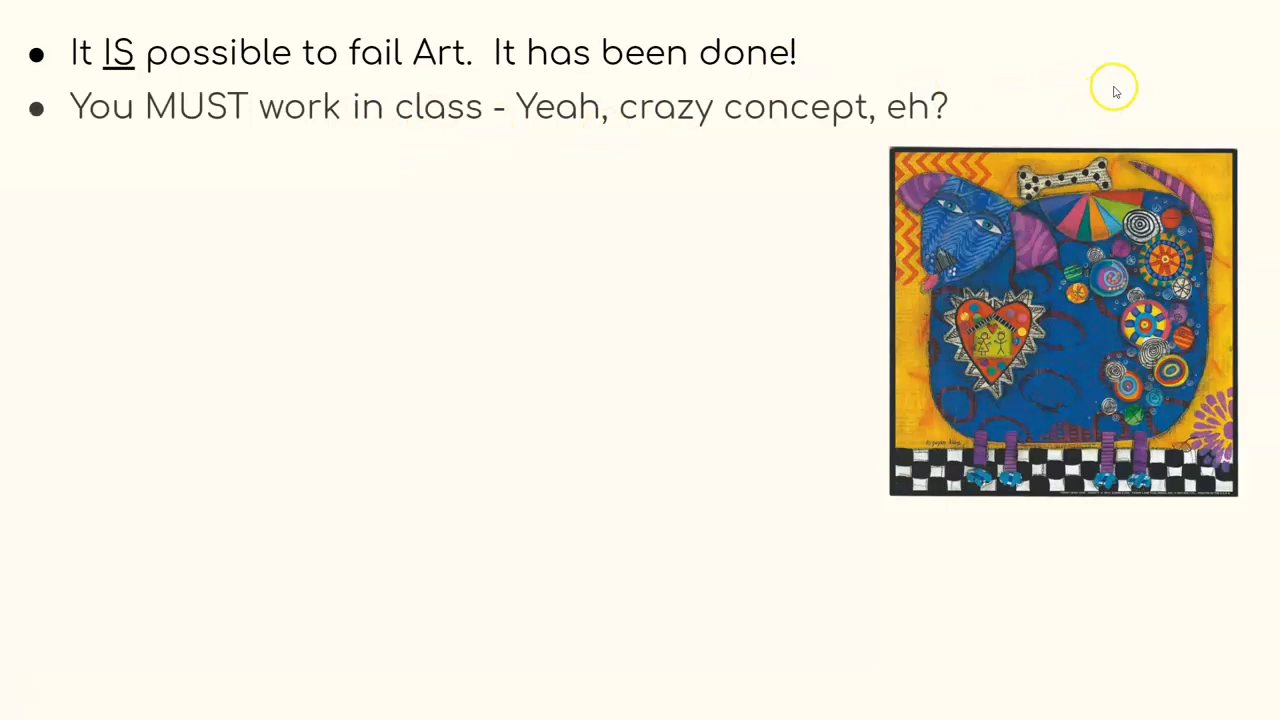 ● It IS possible to fail Art.  It has been done!
● You MUST work in class - Yeah, crazy concept, eh?